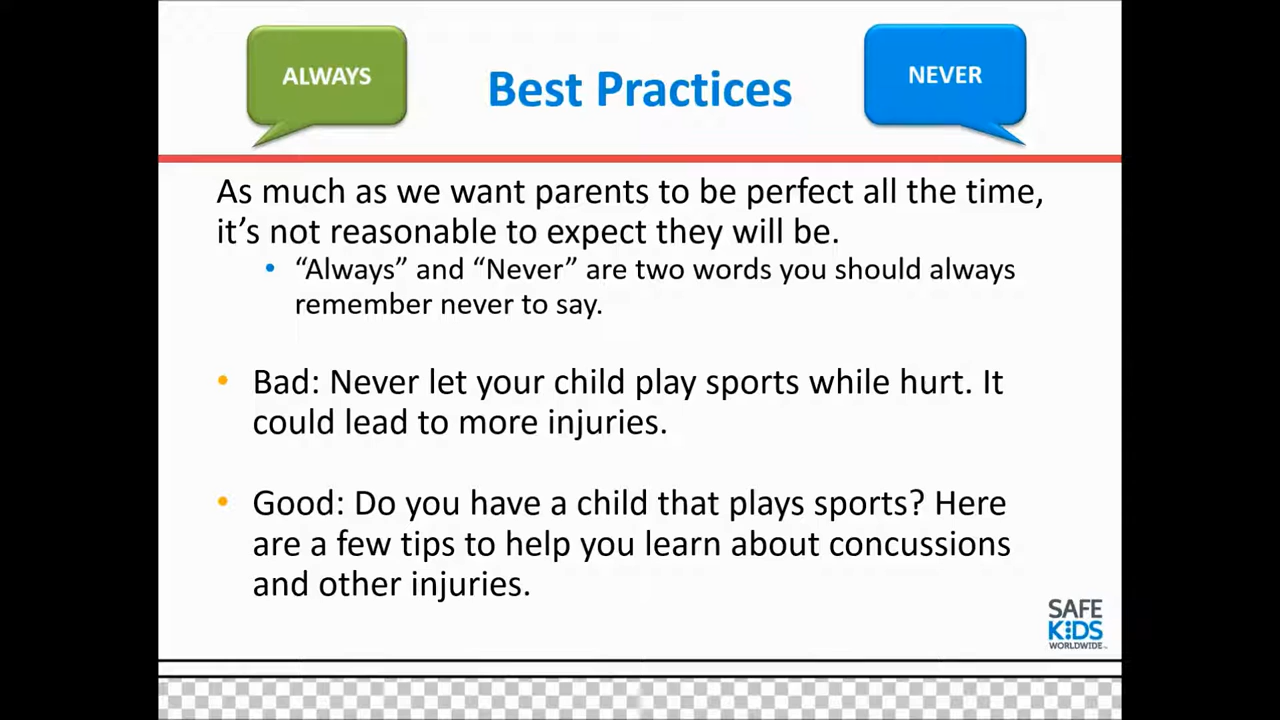 ALWAYS
Best Practices
NEVER
As much as we want parents to be perfect all the time,
it’s not reasonable to expect they will be.
• “Always” and “Never” are two words you should always
remember never to say.
• Bad: Never let your child play sports while hurt. It
could lead to more injuries.
• Good: Do you have a child that plays sports? Here
are a few tips to help you learn about concussions
and other injuries.
SAFE
KIDS
WORLDWIDE™